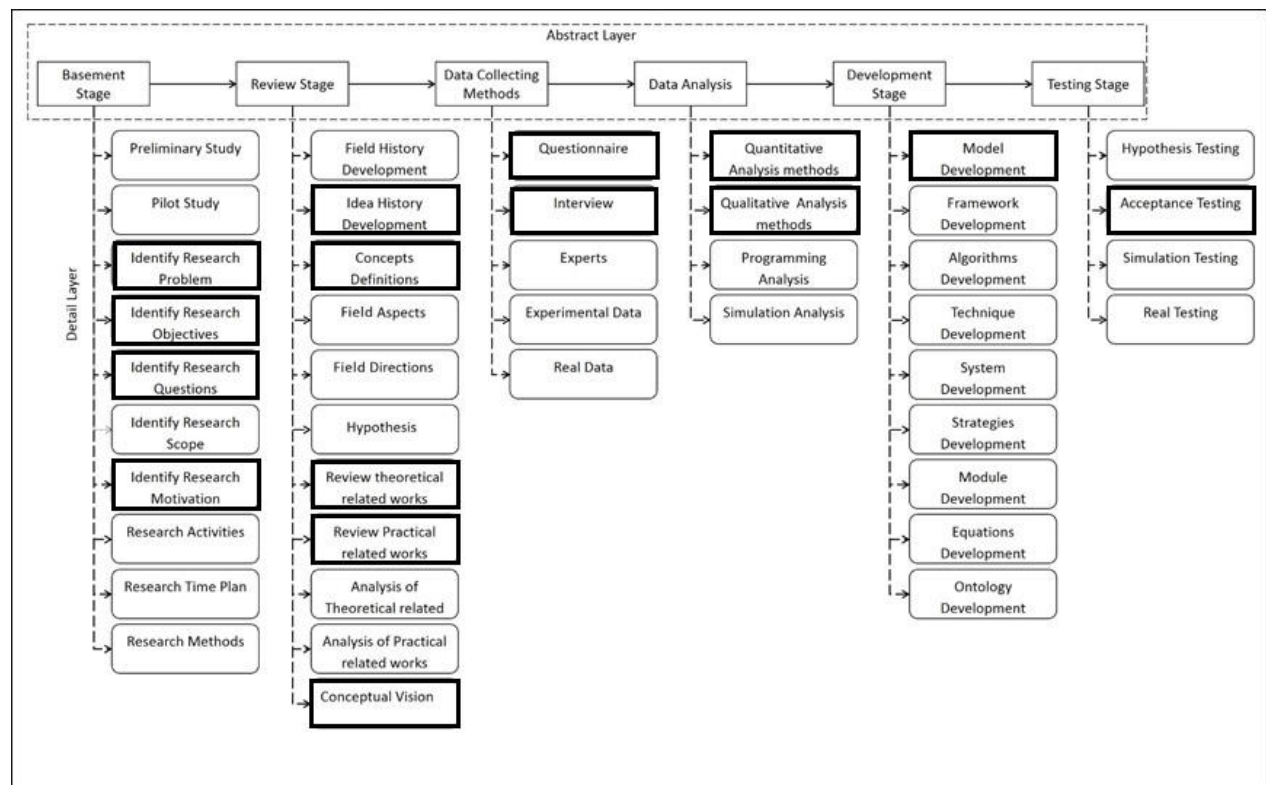 Abstract Layer
Basement
Stage
Review Stage
Data Collecting
Methods
Data Analysis
Development
Stage
Testing Stage
Detail Layer
Preliminary Study
Pilot Study
Identify Research
Problem
Identify Research
Objectives
Identify Research
Questions
Identify Research
Scope
Identify Research
Motivation
Research Activities
Research Time Plan
Research Methods
Field History
Development
Idea History
Development
Concepts
Definitions
Field Aspects
Field Directions
Hypothesis
Review theoretical
related works
Review Practical
related works
Analysis of
Theoretical related
Analysis of Practical
related works
Conceptual Vision
Questionnaire
Interview
Experts
Experimental Data
Real Data
Quantitative
Analysis methods
Qualitative Analysis
methods
Programming
Analysis
Simulation Analysis
Model
Development
Framework
Development
Algorithms
Development
Technique
Development
System
Development
Strategies
Development
Module
Development
Equations
Development
Ontology
Development
Hypothesis Testing
Acceptance Testing
Simulation Testing
Real Testing